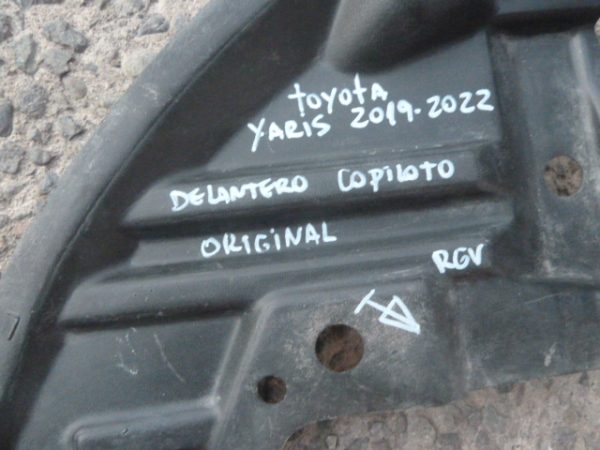 toyota
YARIS 2019-2022
DELANTERO COPILOTO
ORIGINAL
RGV